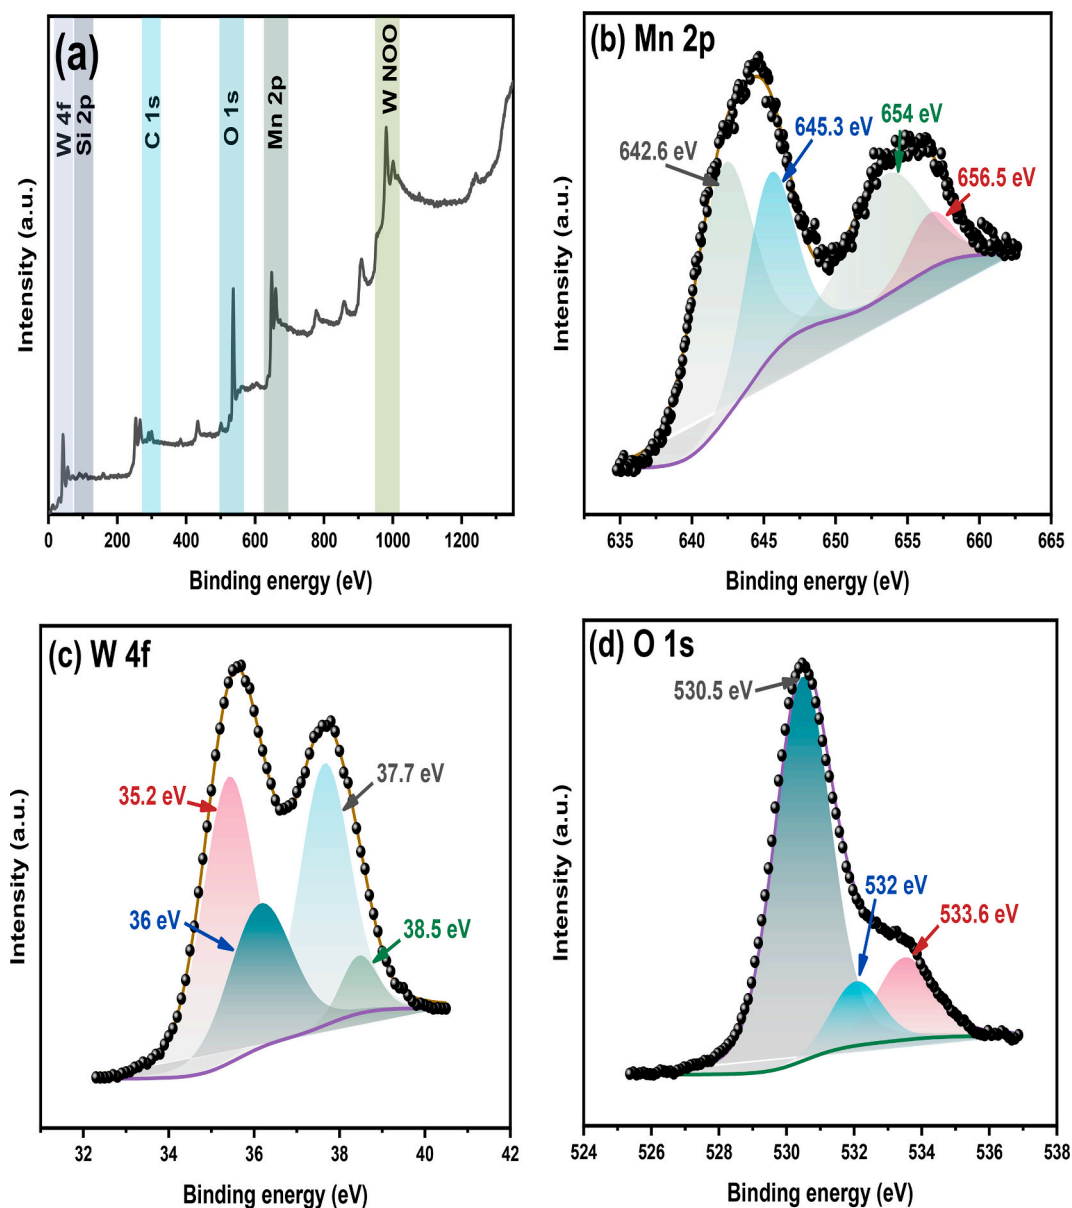 (a)
W 4f
Si 2p
C 1s
O 1s
Mn 2p
W NOO
Intensity (a.u.)
0 200 400 600 800 1000 1200
Binding energy (eV)
(b) Mn 2p
642.6 eV
645.3 eV
654 eV
656.5 eV
Intensity (a.u.)
635 640 645 650 655 660 665
Binding energy (eV)
(c) W 4f
35.2 eV
37.7 eV
36 eV
38.5 eV
Intensity (a.u.)
32 34 36 38 40 42
Binding energy (eV)
(d) O 1s
530.5 eV
532 eV
533.6 eV
Intensity (a.u.)
524 526 528 530 532 534 536 538
Binding energy (eV)